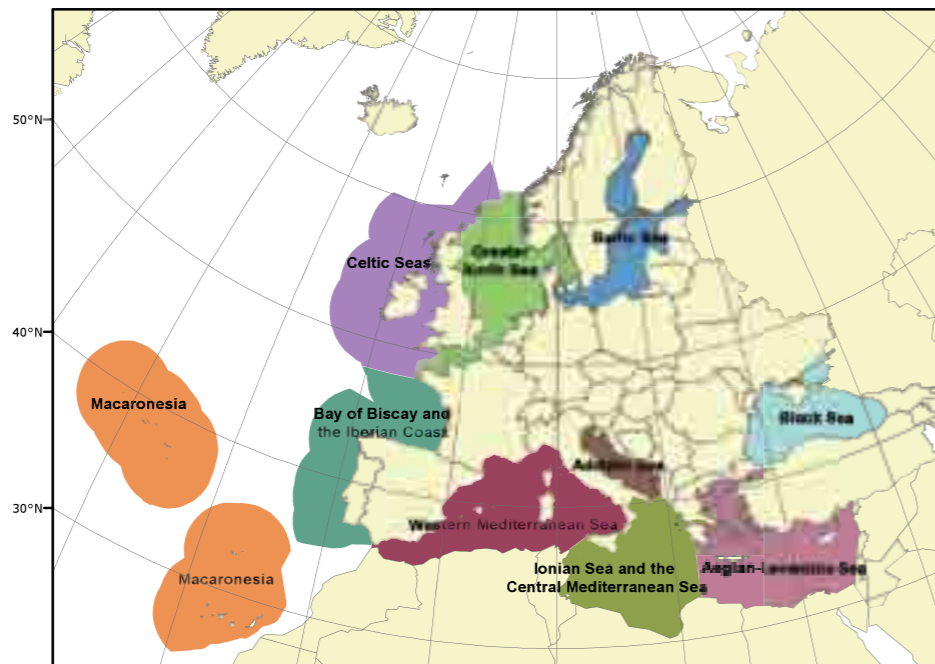 50°N
Celtic Seas
Greater
North Sea
Baltic Sea
40°N
Macaronesia
Bay of Biscay and
the Iberian Coast
Black Sea
Adriatic Sea
30°N
Western Mediterranean Sea
Ionian Sea and the
Central Mediterranean Sea
Aegian-Levantine Sea
Macaronesia